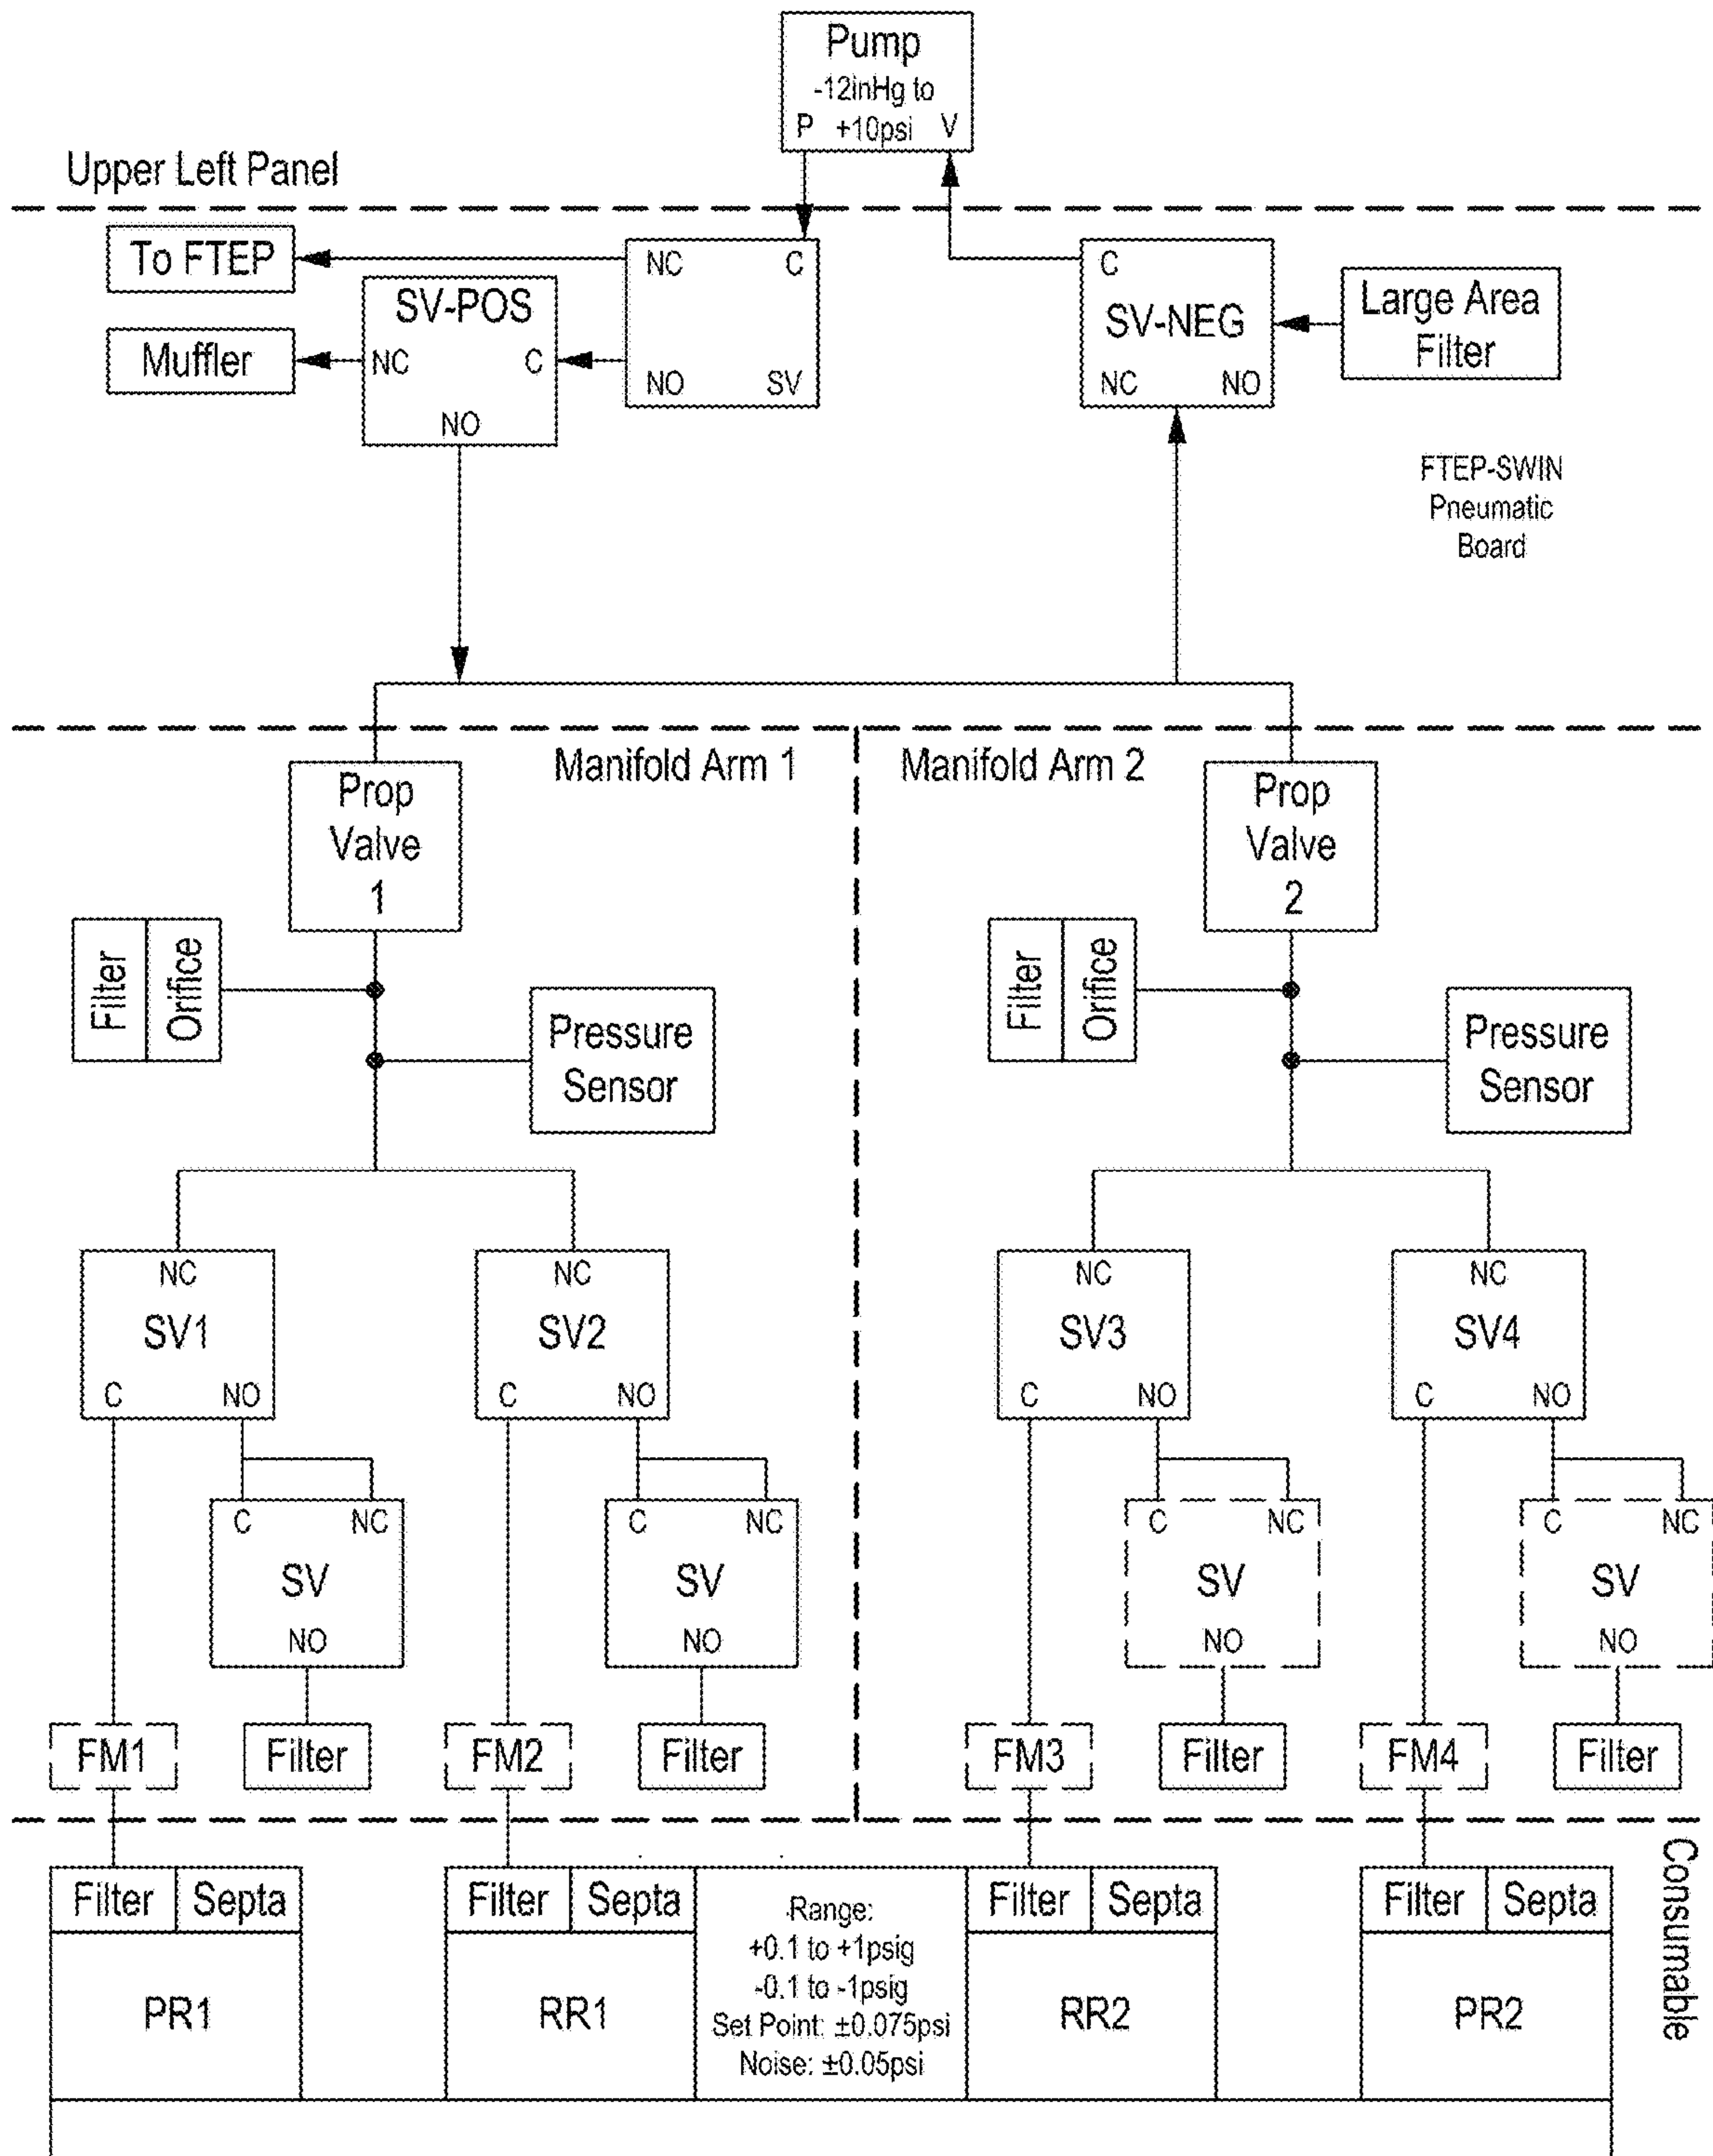 Pump
-12inHg to
P +10psi V
Upper Left Panel
To FTEP
NC C
C
SV-POS
SV-NEG
Large Area
Filter
Muffler
NC C
NO SV
NC NO
NO
FTEP-SWIN
Pneumatic
Board
Manifold Arm 1
Manifold Arm 2
Prop
Valve
1
Prop
Valve
2
Filter
Orifice
Pressure
Sensor
Filter
Orifice
Pressure
Sensor
NC
SV1
C NO
NC
SV2
C NO
NC
SV3
C NO
NC
SV4
C NO
C NC
SV
NO
C NC
SV
NO
C NC
SV
NO
C NC
SV
NO
FM1
Filter
FM2
Filter
FM3
Filter
FM4
Filter
Consumable
Filter Septa
PR1
Filter Septa
RR1
Range:
+0.1 to +1psig
-0.1 to -1psig
Set Point: ±0.075psi
Noise: ±0.05psi
Filter Septa
RR2
Filter Septa
PR2